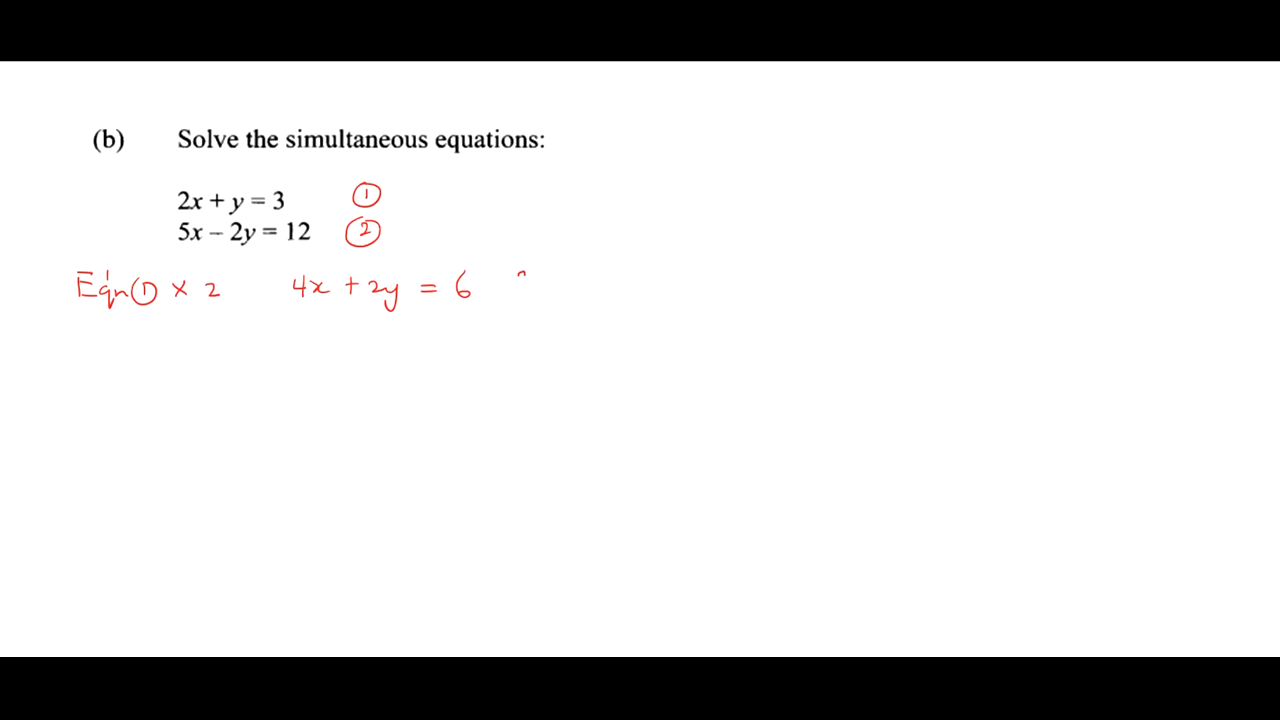 (b) Solve the simultaneous equations:
2x + y = 3 ①
5x – 2y = 12 ②
Eqn① × 2 4x + 2y = 6